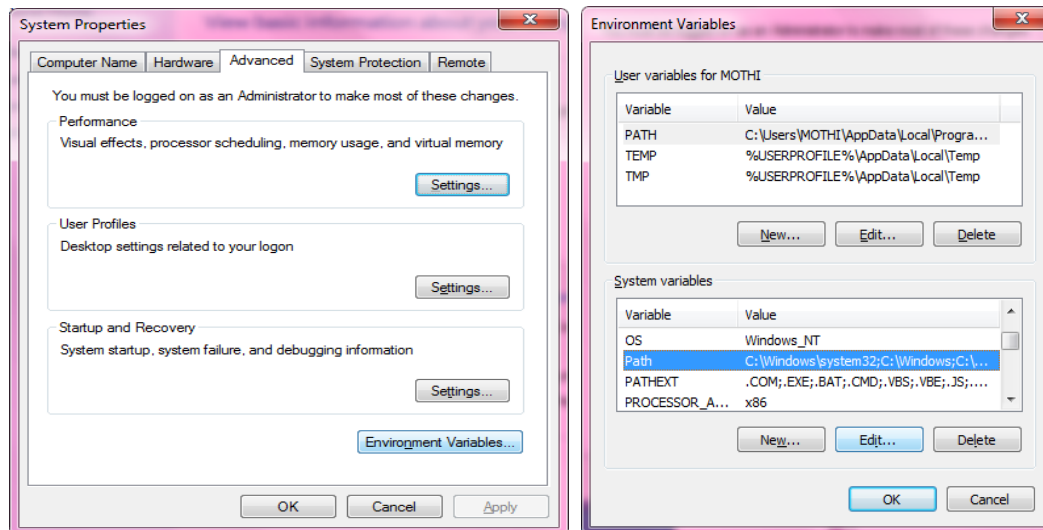 System Properties
Computer Name Hardware Advanced System Protection Remote
You must be logged on as an Administrator to make most of these changes.
Performance
Visual effects, processor scheduling, memory usage, and virtual memory
Settings...
User Profiles
Desktop settings related to your logon
Settings...
Startup and Recovery
System startup, system failure, and debugging information
Settings...
Environment Variables...
OK Cancel Apply
Environment Variables
User variables for MOTHI
Variable Value
PATH C:\Users\MOTHI\AppData\Local\Progra...
TEMP %USERPROFILE%\AppData\Local\Temp
TMP %USERPROFILE%\AppData\Local\Temp
New... Edit... Delete
System variables
Variable Value
OS Windows_NT
Path C:\Windows\system32;C:\Windows;C:\...
PATHEXT .COM;.EXE;.BAT;.CMD;.VBS;.VBE;.JS;....
PROCESSOR_A... x86
New... Edit... Delete
OK Cancel